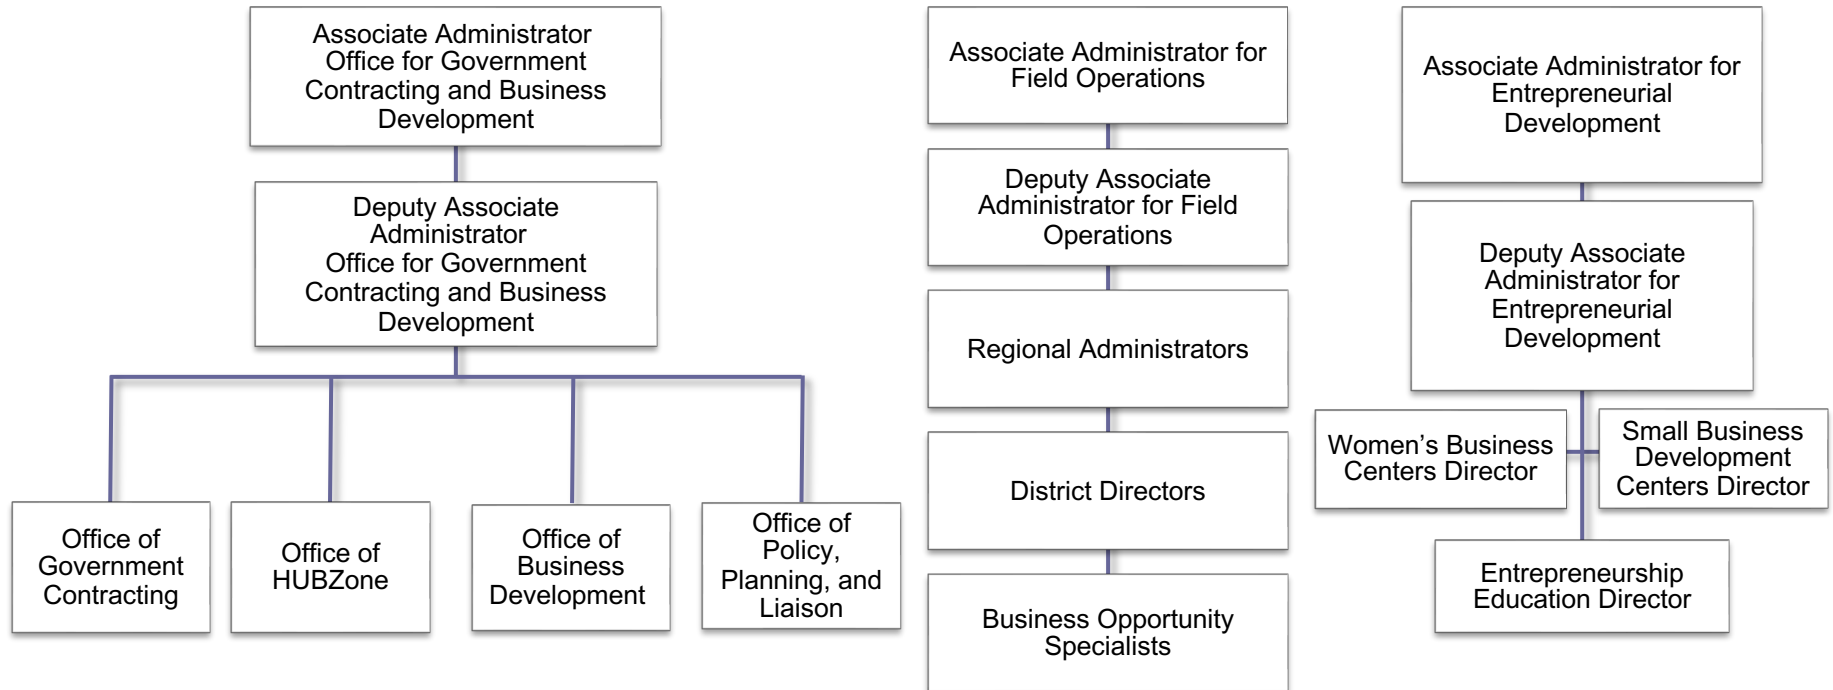 Associate Administrator
Office for Government
Contracting and Business
Development
Deputy Associate
Administrator
Office for Government
Contracting and Business
Development
Office of
Government
Contracting
Office of
HUBZone
Office of
Business
Development
Office of
Policy,
Planning, and
Liaison
Associate Administrator for
Field Operations
Deputy Associate
Administrator for Field
Operations
Regional Administrators
District Directors
Business Opportunity
Specialists
Associate Administrator for
Entrepreneurial
Development
Deputy Associate
Administrator for
Entrepreneurial
Development
Women’s Business
Centers Director
Small Business
Development
Centers Director
Entrepreneurship
Education Director